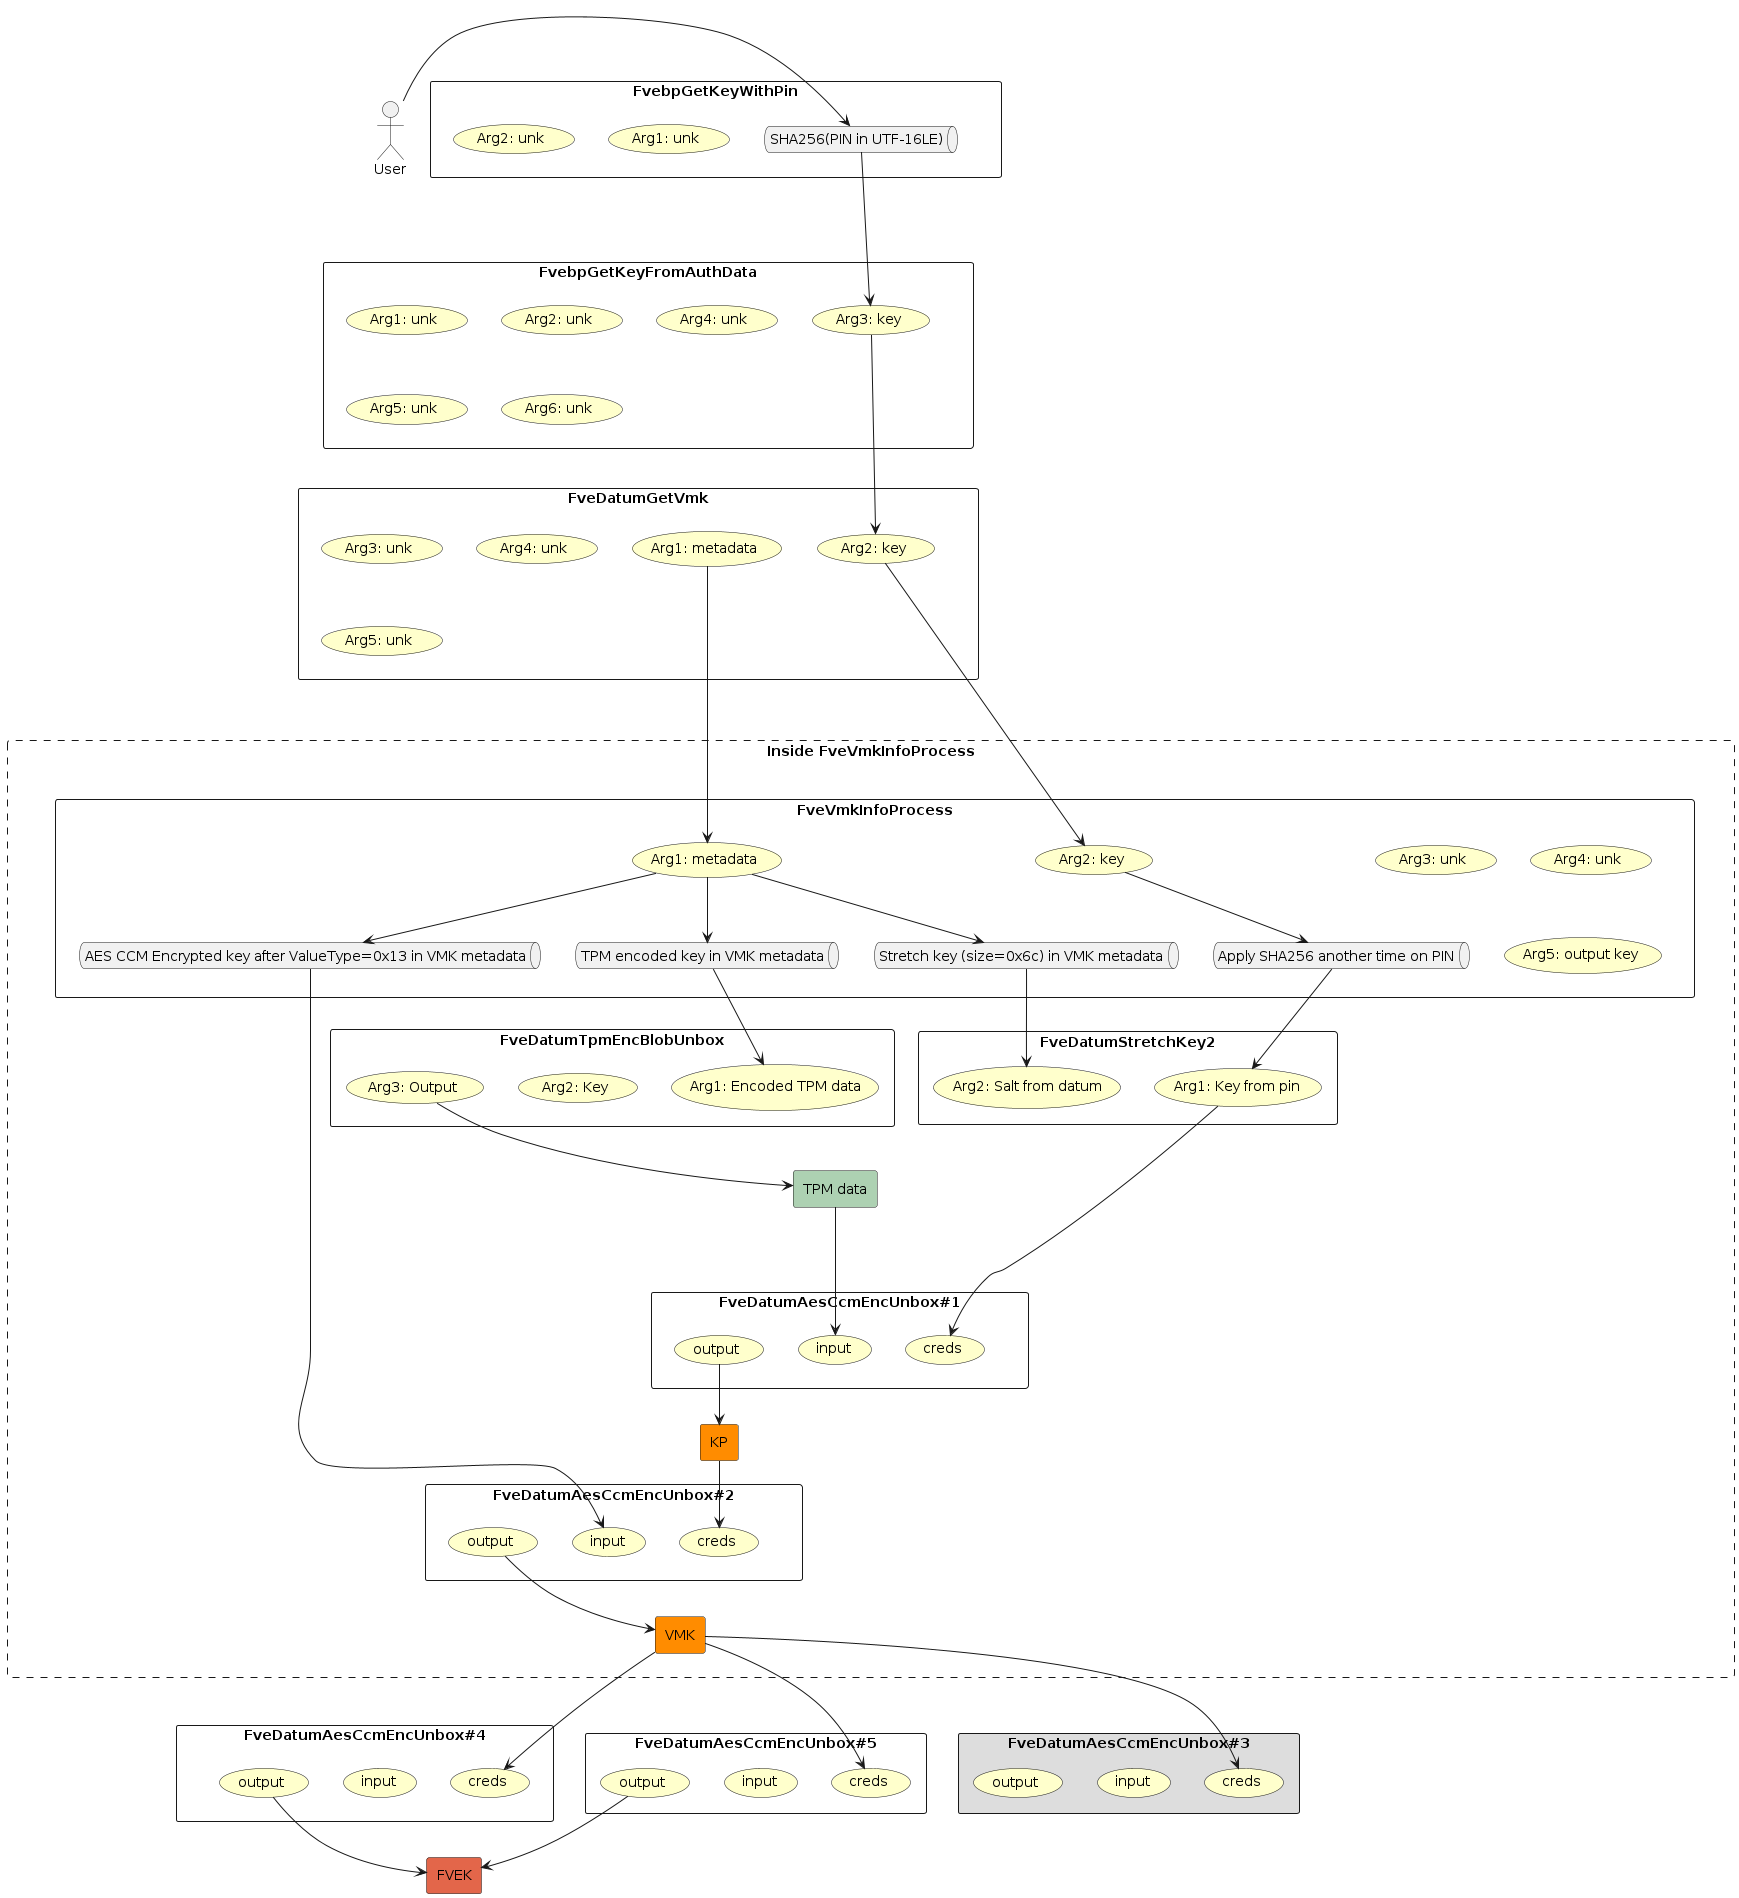 FvebpGetKeyWithPin
Arg2: unk
Arg1: unk
SHA256(PIN in UTF-16LE)
User
FvebpGetKeyFromAuthData
Arg1: unk
Arg2: unk
Arg4: unk
Arg3: key
Arg5: unk
Arg6: unk
FveDatumGetVmk
Arg3: unk
Arg4: unk
Arg1: metadata
Arg2: key
Arg5: unk
Inside FveVmkInfoProcess
FveVmkInfoProcess
Arg1: metadata
Arg2: key
Arg3: unk
Arg4: unk
AES CCM Encrypted key after ValueType=0x13 in VMK metadata
TPM encoded key in VMK metadata
Stretch key (size=0x6c) in VMK metadata
Apply SHA256 another time on PIN
Arg5: output key
FveDatumTpmEncBlobUnbox
Arg3: Output
Arg2: Key
Arg1: Encoded TPM data
FveDatumStretchKey2
Arg2: Salt from datum
Arg1: Key from pin
TPM data
FveDatumAesCcmEncUnbox#1
output
input
creds
KP
FveDatumAesCcmEncUnbox#2
output
input
creds
VMK
FveDatumAesCcmEncUnbox#4
output
input
creds
FveDatumAesCcmEncUnbox#5
output
input
creds
FveDatumAesCcmEncUnbox#3
output
input
creds
FVEK